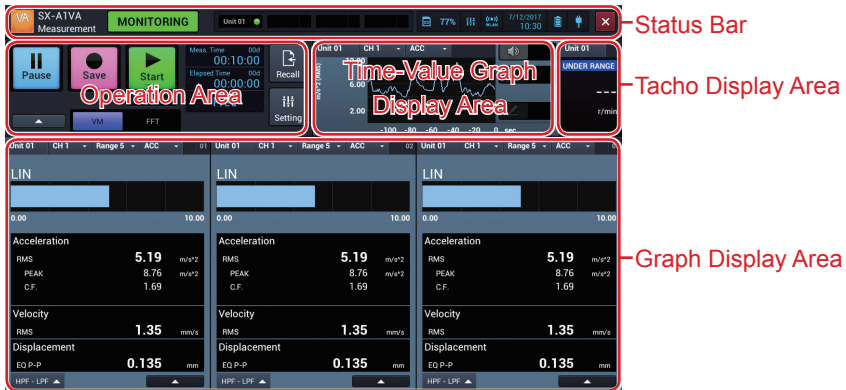 VA SX-A1VA MONITORING Unit 01 77% WLAN 7/12/2017 Status Bar
Measurement 10:30
Pause Save Start Meas. Time 00d Recall
00:10:00
Elapsed Time 00d
00:00:00
Setting
VM FFT
Operation Area
Unit 01 CH 1 ACC
10.00
6.00
2.00
m/s^2 (RMS)
-100 -80 -60 -40 -20 0 sec
Time-Value Graph
Display Area
Unit 01
UNDER RANGE
---
r/min
Tacho Display Area
Unit 01 CH 1 Range 5 ACC 01
LIN
0.00 10.00
Acceleration
RMS 5.19 m/s^2
PEAK 8.76 m/s^2
C.F. 1.69
Velocity
RMS 1.35 mm/s
Displacement
EQ P-P 0.135 mm
HPF - LPF
Unit 01 CH 1 Range 5 ACC 02
LIN
0.00 10.00
Acceleration
RMS 5.19 m/s^2
PEAK 8.76 m/s^2
C.F. 1.69
Velocity
RMS 1.35 mm/s
Displacement
EQ P-P 0.135 mm
HPF - LPF
Unit 01 CH 1 Range 5 ACC
LIN
0.00 10.00
Acceleration
RMS 5.19 m/s^2
PEAK 8.76 m/s^2
C.F. 1.69
Velocity
RMS 1.35 mm/s
Displacement
EQ P-P 0.135 mm
HPF - LPF
Graph Display Area